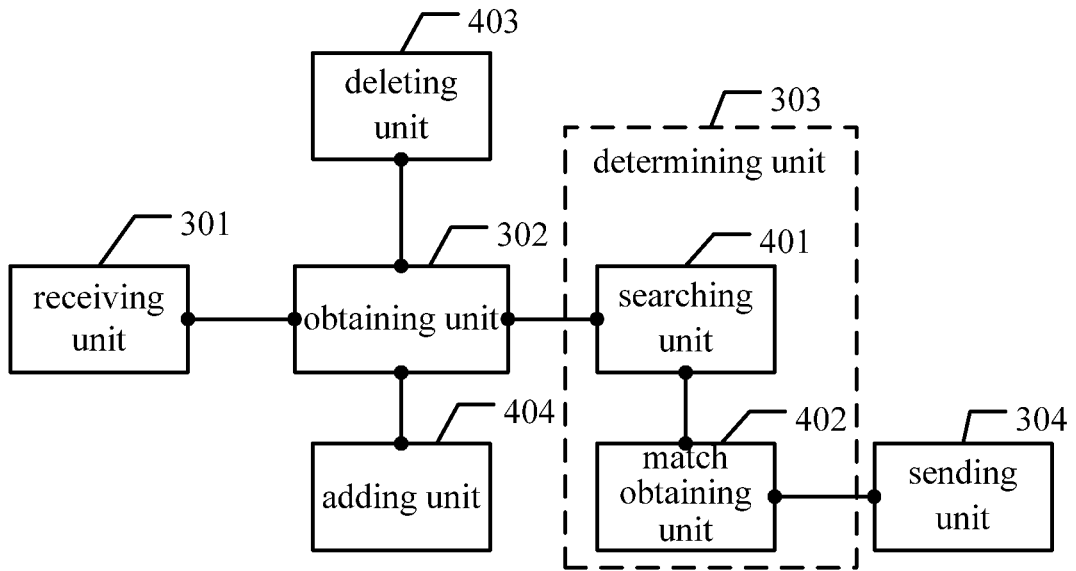 403
deleting
unit
303
determining unit
301
receiving
unit
302
obtaining unit
401
searching
unit
404
adding unit
402
match
obtaining
unit
304
sending
unit